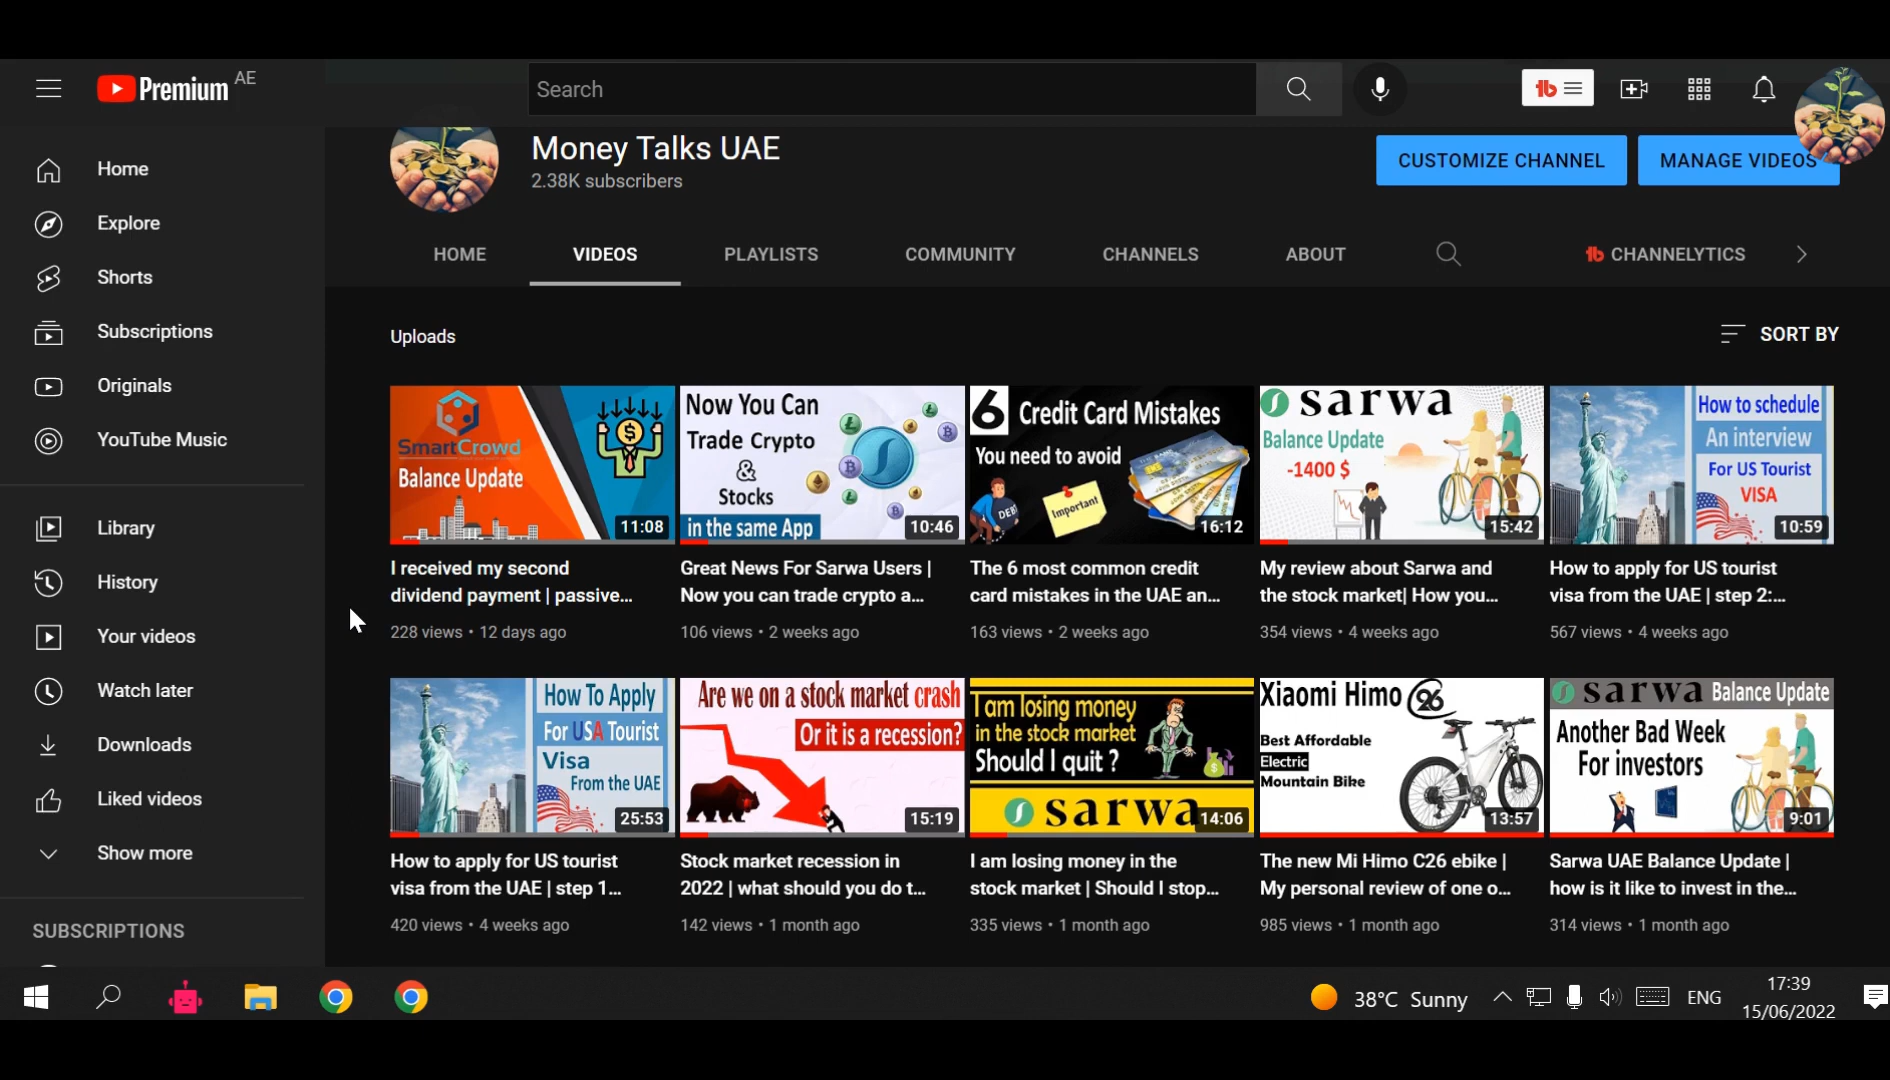 Premium AE
Search
Home
Explore
Shorts
Subscriptions
Originals
YouTube Music
Library
History
Your videos
Watch later
Downloads
Liked videos
Show more
SUBSCRIPTIONS
Money Talks UAE
2.38K subscribers
CUSTOMIZE CHANNEL
MANAGE VIDEOS
HOME
VIDEOS
PLAYLISTS
COMMUNITY
CHANNELS
ABOUT
CHANNELYTICS
Uploads
SORT BY
SmartCrowd
Balance Update
11:08
I received my second
dividend payment | passive...
228 views • 12 days ago
Now You Can
Trade Crypto
&
Stocks
in the same App
10:46
Great News For Sarwa Users |
Now you can trade crypto a...
106 views • 2 weeks ago
6 Credit Card Mistakes
You need to avoid
DEBT
Important
16:12
The 6 most common credit
card mistakes in the UAE an...
163 views • 2 weeks ago
sarwa
Balance Update
-1400 $
15:42
My review about Sarwa and
the stock market| How you...
354 views • 4 weeks ago
How to schedule
An interview
For US Tourist
VISA
10:59
How to apply for US tourist
visa from the UAE | step 2:...
567 views • 4 weeks ago
How To Apply
For USA Tourist
Visa
From the UAE
25:53
How to apply for US tourist
visa from the UAE | step 1...
420 views • 4 weeks ago
Are we on a stock market crash
Or it is a recession?
15:19
Stock market recession in
2022 | what should you do t...
142 views • 1 month ago
I am losing money
in the stock market
Should I quit ?
sarwa
14:06
I am losing money in the
stock market | Should I stop...
335 views • 1 month ago
Xiaomi Himo C26
Best Affordable
Electric
Mountain Bike
13:57
The new Mi Himo C26 ebike |
My personal review of one o...
985 views • 1 month ago
sarwa Balance Update
Another Bad Week
For investors
9:01
Sarwa UAE Balance Update |
how is it like to invest in the...
314 views • 1 month ago
38°C Sunny
ENG
17:39
15/06/2022